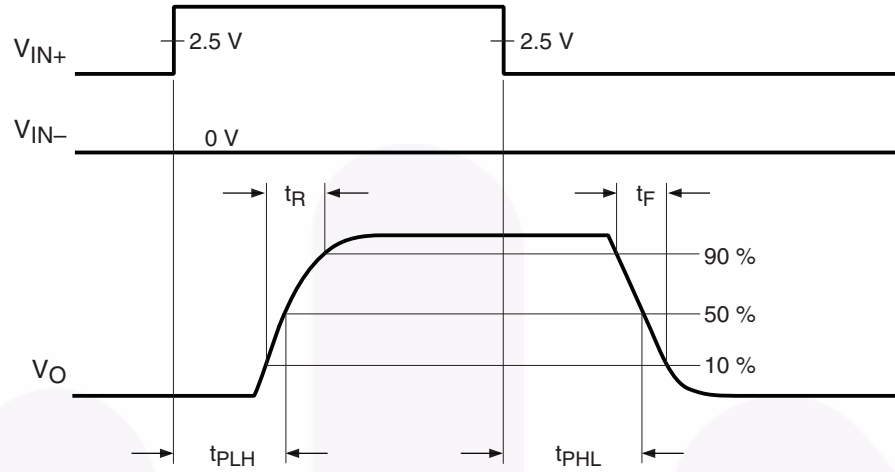 V_IN+
2.5 V
2.5 V
V_IN–
0 V
t_R
t_F
90 %
50 %
10 %
V_O
t_PLH
t_PHL